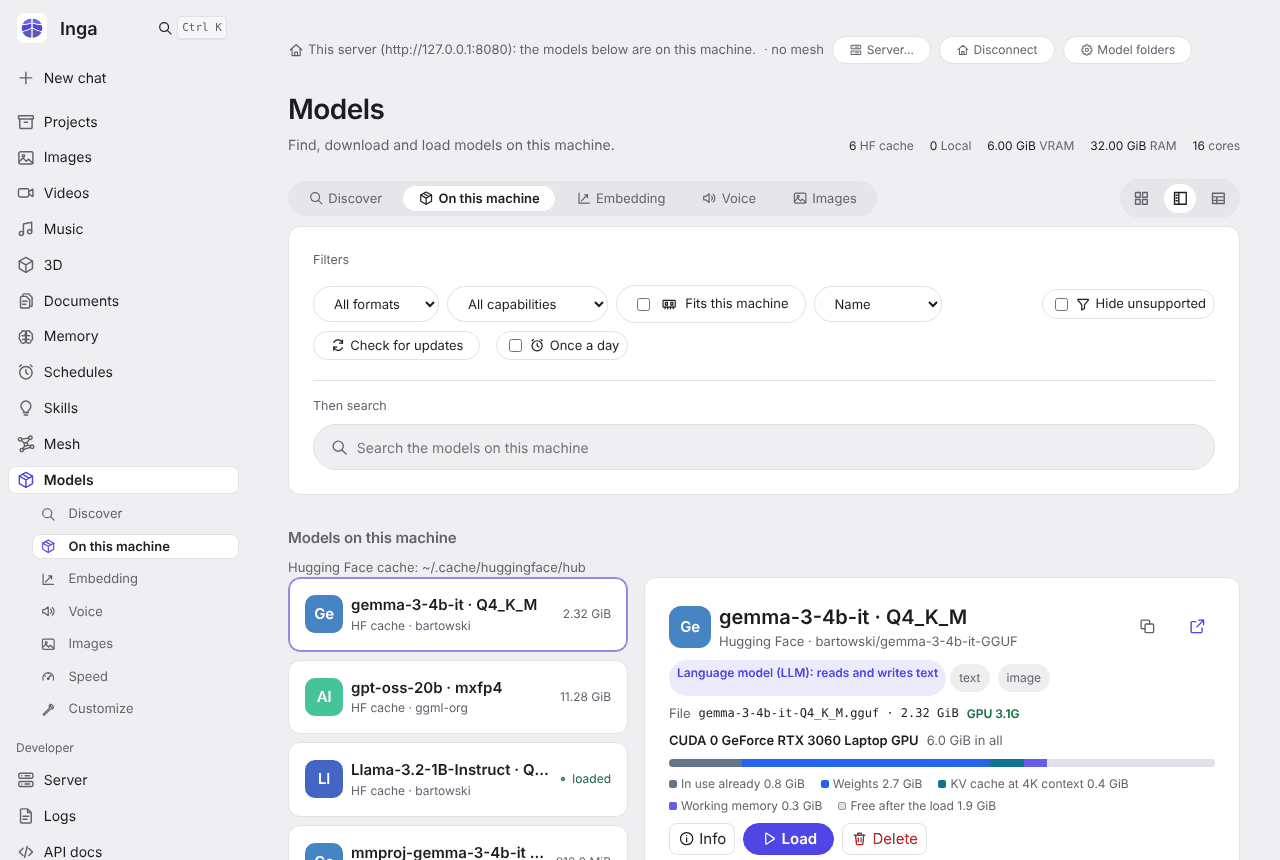 Inga
Ctrl K
New chat
Projects
Images
Videos
Music
3D
Documents
Memory
Schedules
Skills
Mesh
Models
Discover
On this machine
Embedding
Voice
Images
Speed
Customize
Developer
Server
Logs
API docs
This server (http://127.0.0.1:8080): the models below are on this machine. · no mesh
Server...
Disconnect
Model folders
Models
Find, download and load models on this machine.
6 HF cache 0 Local 6.00 GiB VRAM 32.00 GiB RAM 16 cores
Discover On this machine Embedding Voice Images
Filters
All formats All capabilities Fits this machine Name Hide unsupported
Check for updates Once a day
Then search
Search the models on this machine
Models on this machine
Hugging Face cache: ~/.cache/huggingface/hub
Ge
gemma-3-4b-it · Q4_K_M
HF cache · bartowski
2.32 GiB
AI
gpt-oss-20b · mxfp4
HF cache · ggml-org
11.28 GiB
LI
Llama-3.2-1B-Instruct · Q...
HF cache · bartowski
loaded
mmproj-gemma-3-4b-it ...
Ge
gemma-3-4b-it · Q4_K_M
Hugging Face · bartowski/gemma-3-4b-it-GGUF
Language model (LLM): reads and writes text text image
File gemma-3-4b-it-Q4_K_M.gguf · 2.32 GiB GPU 3.1G
CUDA 0 GeForce RTX 3060 Laptop GPU 6.0 GiB in all
In use already 0.8 GiB Weights 2.7 GiB KV cache at 4K context 0.4 GiB
Working memory 0.3 GiB Free after the load 1.9 GiB
Info Load Delete